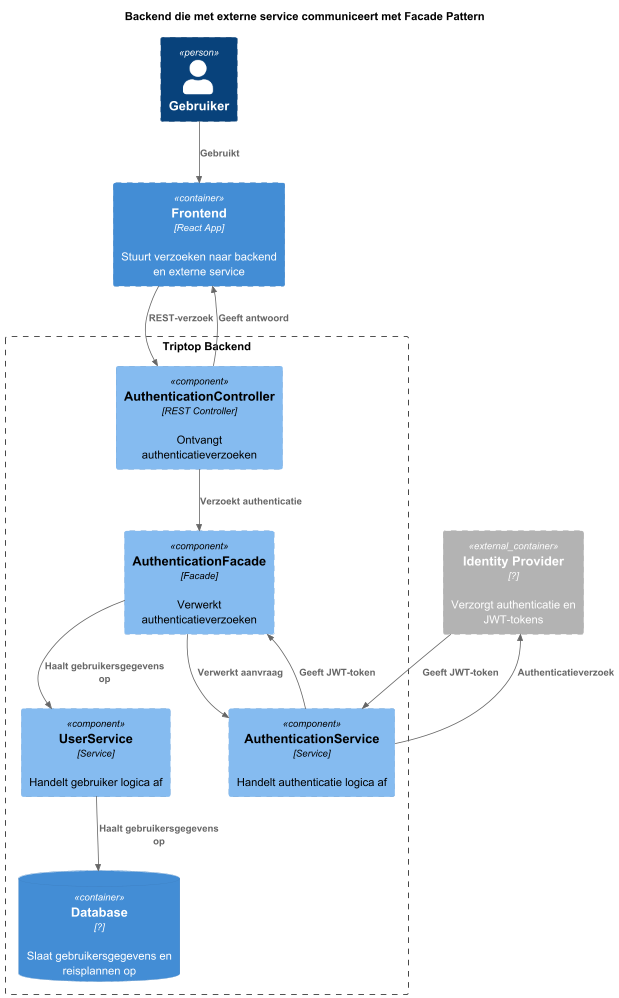 Backend die met externe service communiceert met Facade Pattern
«person»
Gebruiker
Gebruikt
«container»
Frontend
[React App]
Stuurt verzoeken naar backend
en externe service
REST-verzoek
Geeft antwoord
Triptop Backend
«component»
AuthenticationController
[REST Controller]
Ontvangt
authenticatieverzoeken
Verzoekt authenticatie
«component»
AuthenticationFacade
[Facade]
Verwerkt
authenticatieverzoeken
«external_container»
Identity Provider
[?]
Verzorgt authenticatie en
JWT-tokens
Haalt gebruikersgegevens
op
Verwerkt aanvraag
Geeft JWT-token
Geeft JWT-token
Authenticatieverzoek
«component»
UserService
[Service]
Handelt gebruiker logica af
«component»
AuthenticationService
[Service]
Handelt authenticatie logica af
Haalt gebruikersgegevens
op
«container»
Database
[?]
Slaat gebruikersgegevens en
reisplannen op